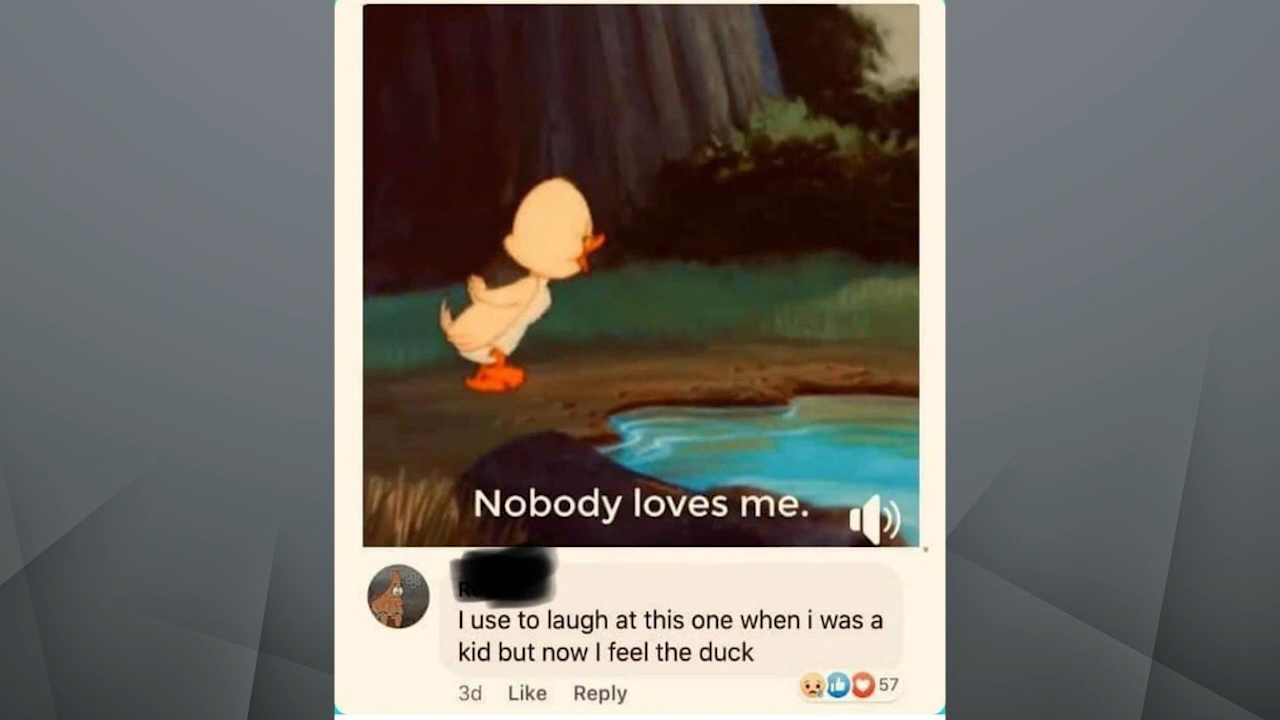 Nobody loves me.
I use to laugh at this one when i was a
kid but now I feel the duck
3d Like Reply 57